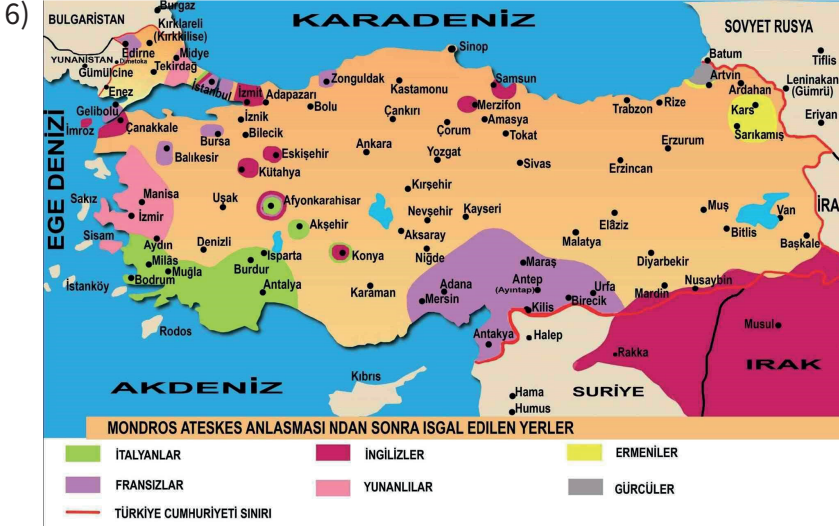 6)
BULGARİSTAN
Burgaz
Kırklareli
(Kırkkilise)
Edirne
Midye
YUNANİSTAN
Dimetoka
Tekirdağ
Gümülcine
Enez
İstanbul
Gelibolu
İmroz
Çanakkale
KARADENİZ
Sinop
SOVYET RUSYA
Batum
Tiflis
Artvin
Ardahan
Leninakan
(Gümrü)
Kars
Erivan
Sarıkamış
Zonguldak
Kastamonu
Samsun
İzmit
Adapazarı
Bolu
Merzifon
Trabzon
Rize
İznik
Çankırı
Amasya
Bilecik
Çorum
Tokat
Bursa
Erzurum
Balıkesir
Eskişehir
Ankara
Yozgat
Sivas
Erzincan
Kütahya
EGE DENİZİ
Manisa
Sakız
İzmir
Uşak
Afyonkarahisar
Kırşehir
Nevşehir
Kayseri
Elâziz
Muş
Van
İRA
Akşehir
Bitlis
Sisam
Aydın
Denizli
Aksaray
Malatya
Başkale
Milâs
Isparta
Konya
Niğde
Diyarbekir
Muğla
Burdur
Maraş
Bodrum
İstanköy
Antalya
Karaman
Adana
Antep
(Ayıntap)
Urfa
Mardin
Nusaybin
Mersin
Birecik
Kilis
Rodos
Antakya
Halep
Musul
Rakka
IRAK
Kıbrıs
AKDENİZ
Hama
SURİYE
Humus
MONDROS ATESKES ANLASMASI NDAN SONRA ISGAL EDILEN YERLER
İTALYANLAR
İNGİLİZLER
ERMENİLER
FRANSIZLAR
YUNANLILAR
GÜRCÜLER
TÜRKİYE CUMHURİYETİ SINIRI